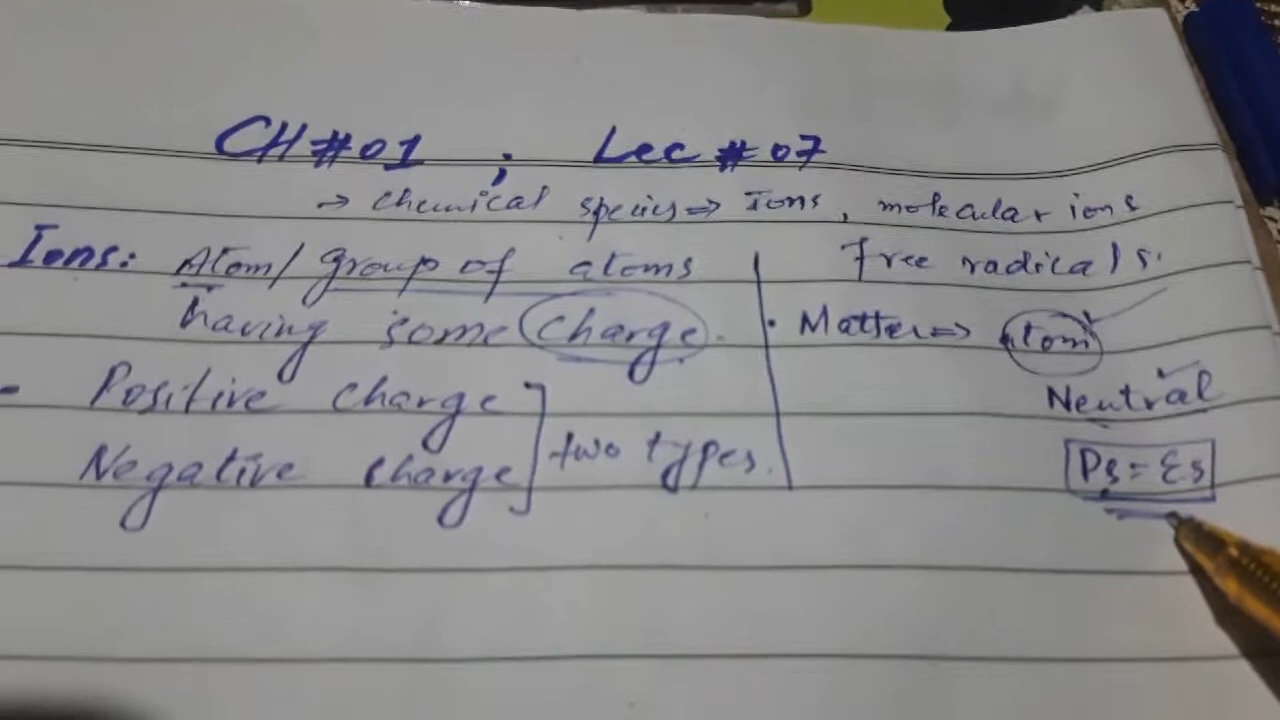 CH #01 ; Lec # 07
→ chemical species ⇒ Ions, molecular ions
free radicals.
Ions: Atom/ group of atoms
having some charge.
- Positive charge
Negative charge
two types.
• Matter ⇒ atom
Neutral
Ps = Es